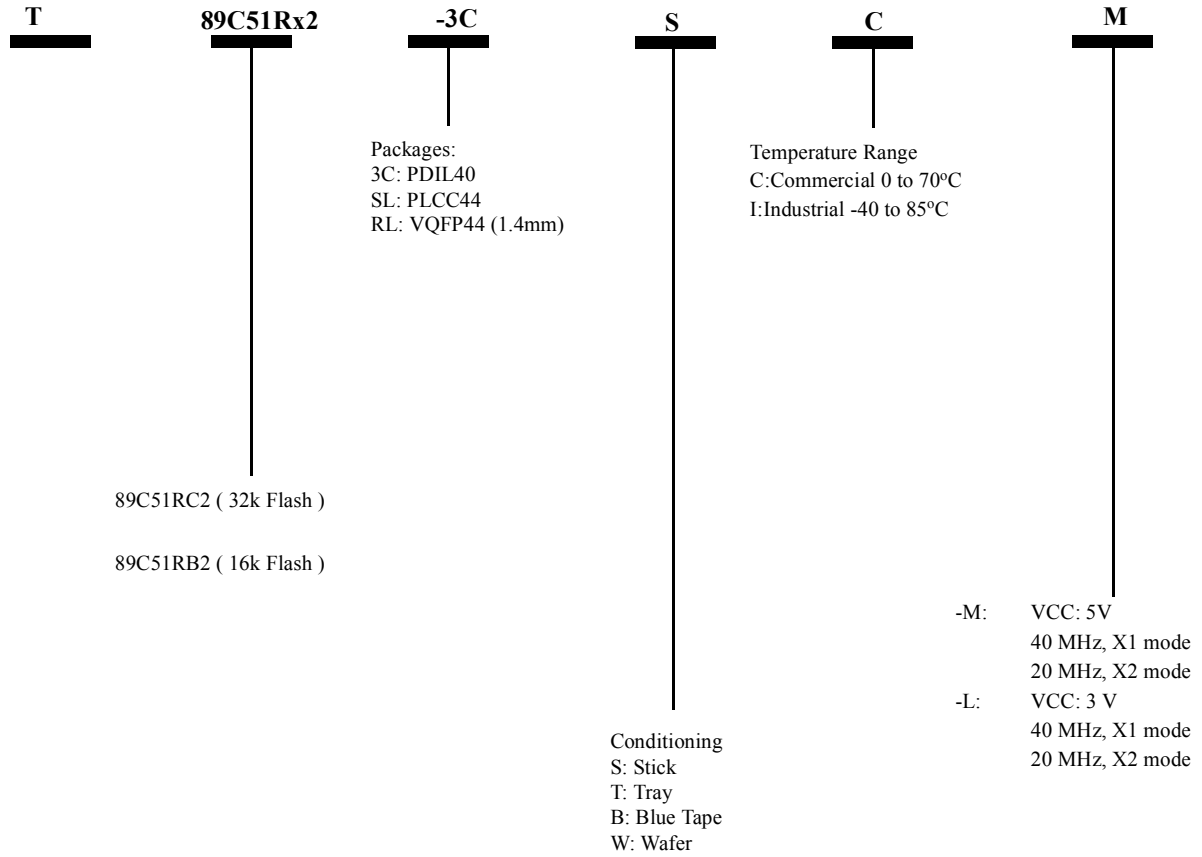 T
89C51Rx2
-3C
S
C
M
Packages:
3C: PDIL40
SL: PLCC44
RL: VQFP44 (1.4mm)
Temperature Range
C:Commercial 0 to 70ºC
I:Industrial -40 to 85ºC
89C51RC2 ( 32k Flash )
89C51RB2 ( 16k Flash )
-M: VCC: 5V
40 MHz, X1 mode
20 MHz, X2 mode
-L: VCC: 3 V
40 MHz, X1 mode
20 MHz, X2 mode
Conditioning
S: Stick
T: Tray
B: Blue Tape
W: Wafer